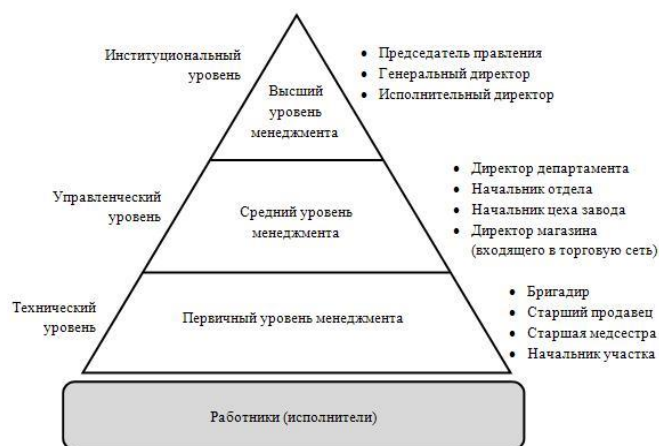 Институциональный
уровень
Высший
уровень
менеджмента
• Председатель правления
• Генеральный директор
• Исполнительный директор
Управленческий
уровень
Средний уровень
менеджмента
• Директор департамента
• Начальник отдела
• Начальник цеха завода
• Директор магазина
(входящего в торговую сеть)
Технический
уровень
Первичный уровень менеджмента
• Бригадир
• Старший продавец
• Старшая медсестра
• Начальник участка
Работники (исполнители)